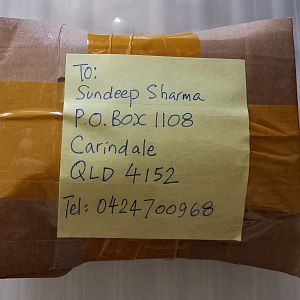 To:
Sundeep Sharma
P.O. BOX 1108
Carindale
QLD 4152
Tel: 0424700968